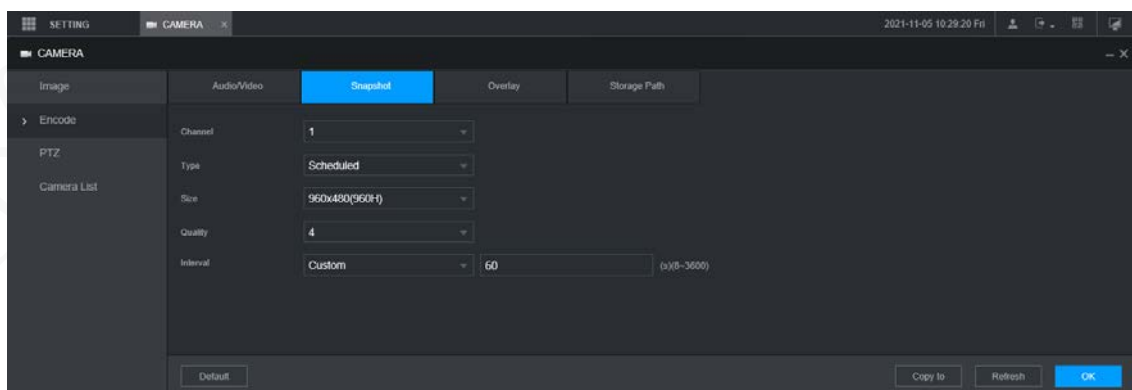 SETTING CAMERA × 2021-11-05 10:29:20 Fri
CAMERA
Image Audio/Video Snapshot Overlay Storage Path
Encode
Channel 1
PTZ
Type Scheduled
Camera List
Size 960x480(960H)
Quality 4
Interval Custom 60 (s)(8~3600)
Default Copy to Refresh OK